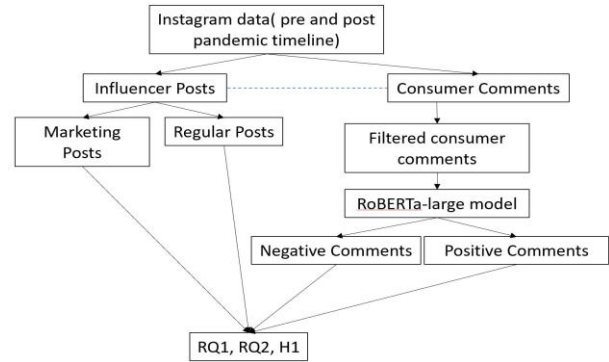 Instagram data( pre and post
pandemic timeline)
Influencer Posts
Consumer Comments
Marketing
Posts
Regular Posts
Filtered consumer
comments
RoBERTa-large model
Negative Comments
Positive Comments
RQ1, RQ2, H1